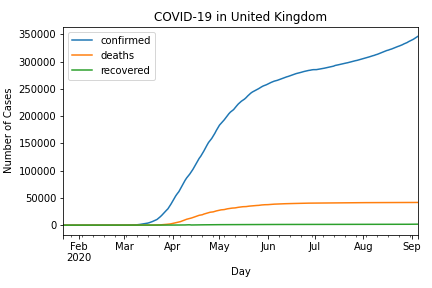 COVID-19 in United Kingdom
confirmed
deaths
recovered
Number of Cases
350000
300000
250000
200000
150000
100000
50000
0
Feb Mar Apr May Jun Jul Aug Sep
2020
Day